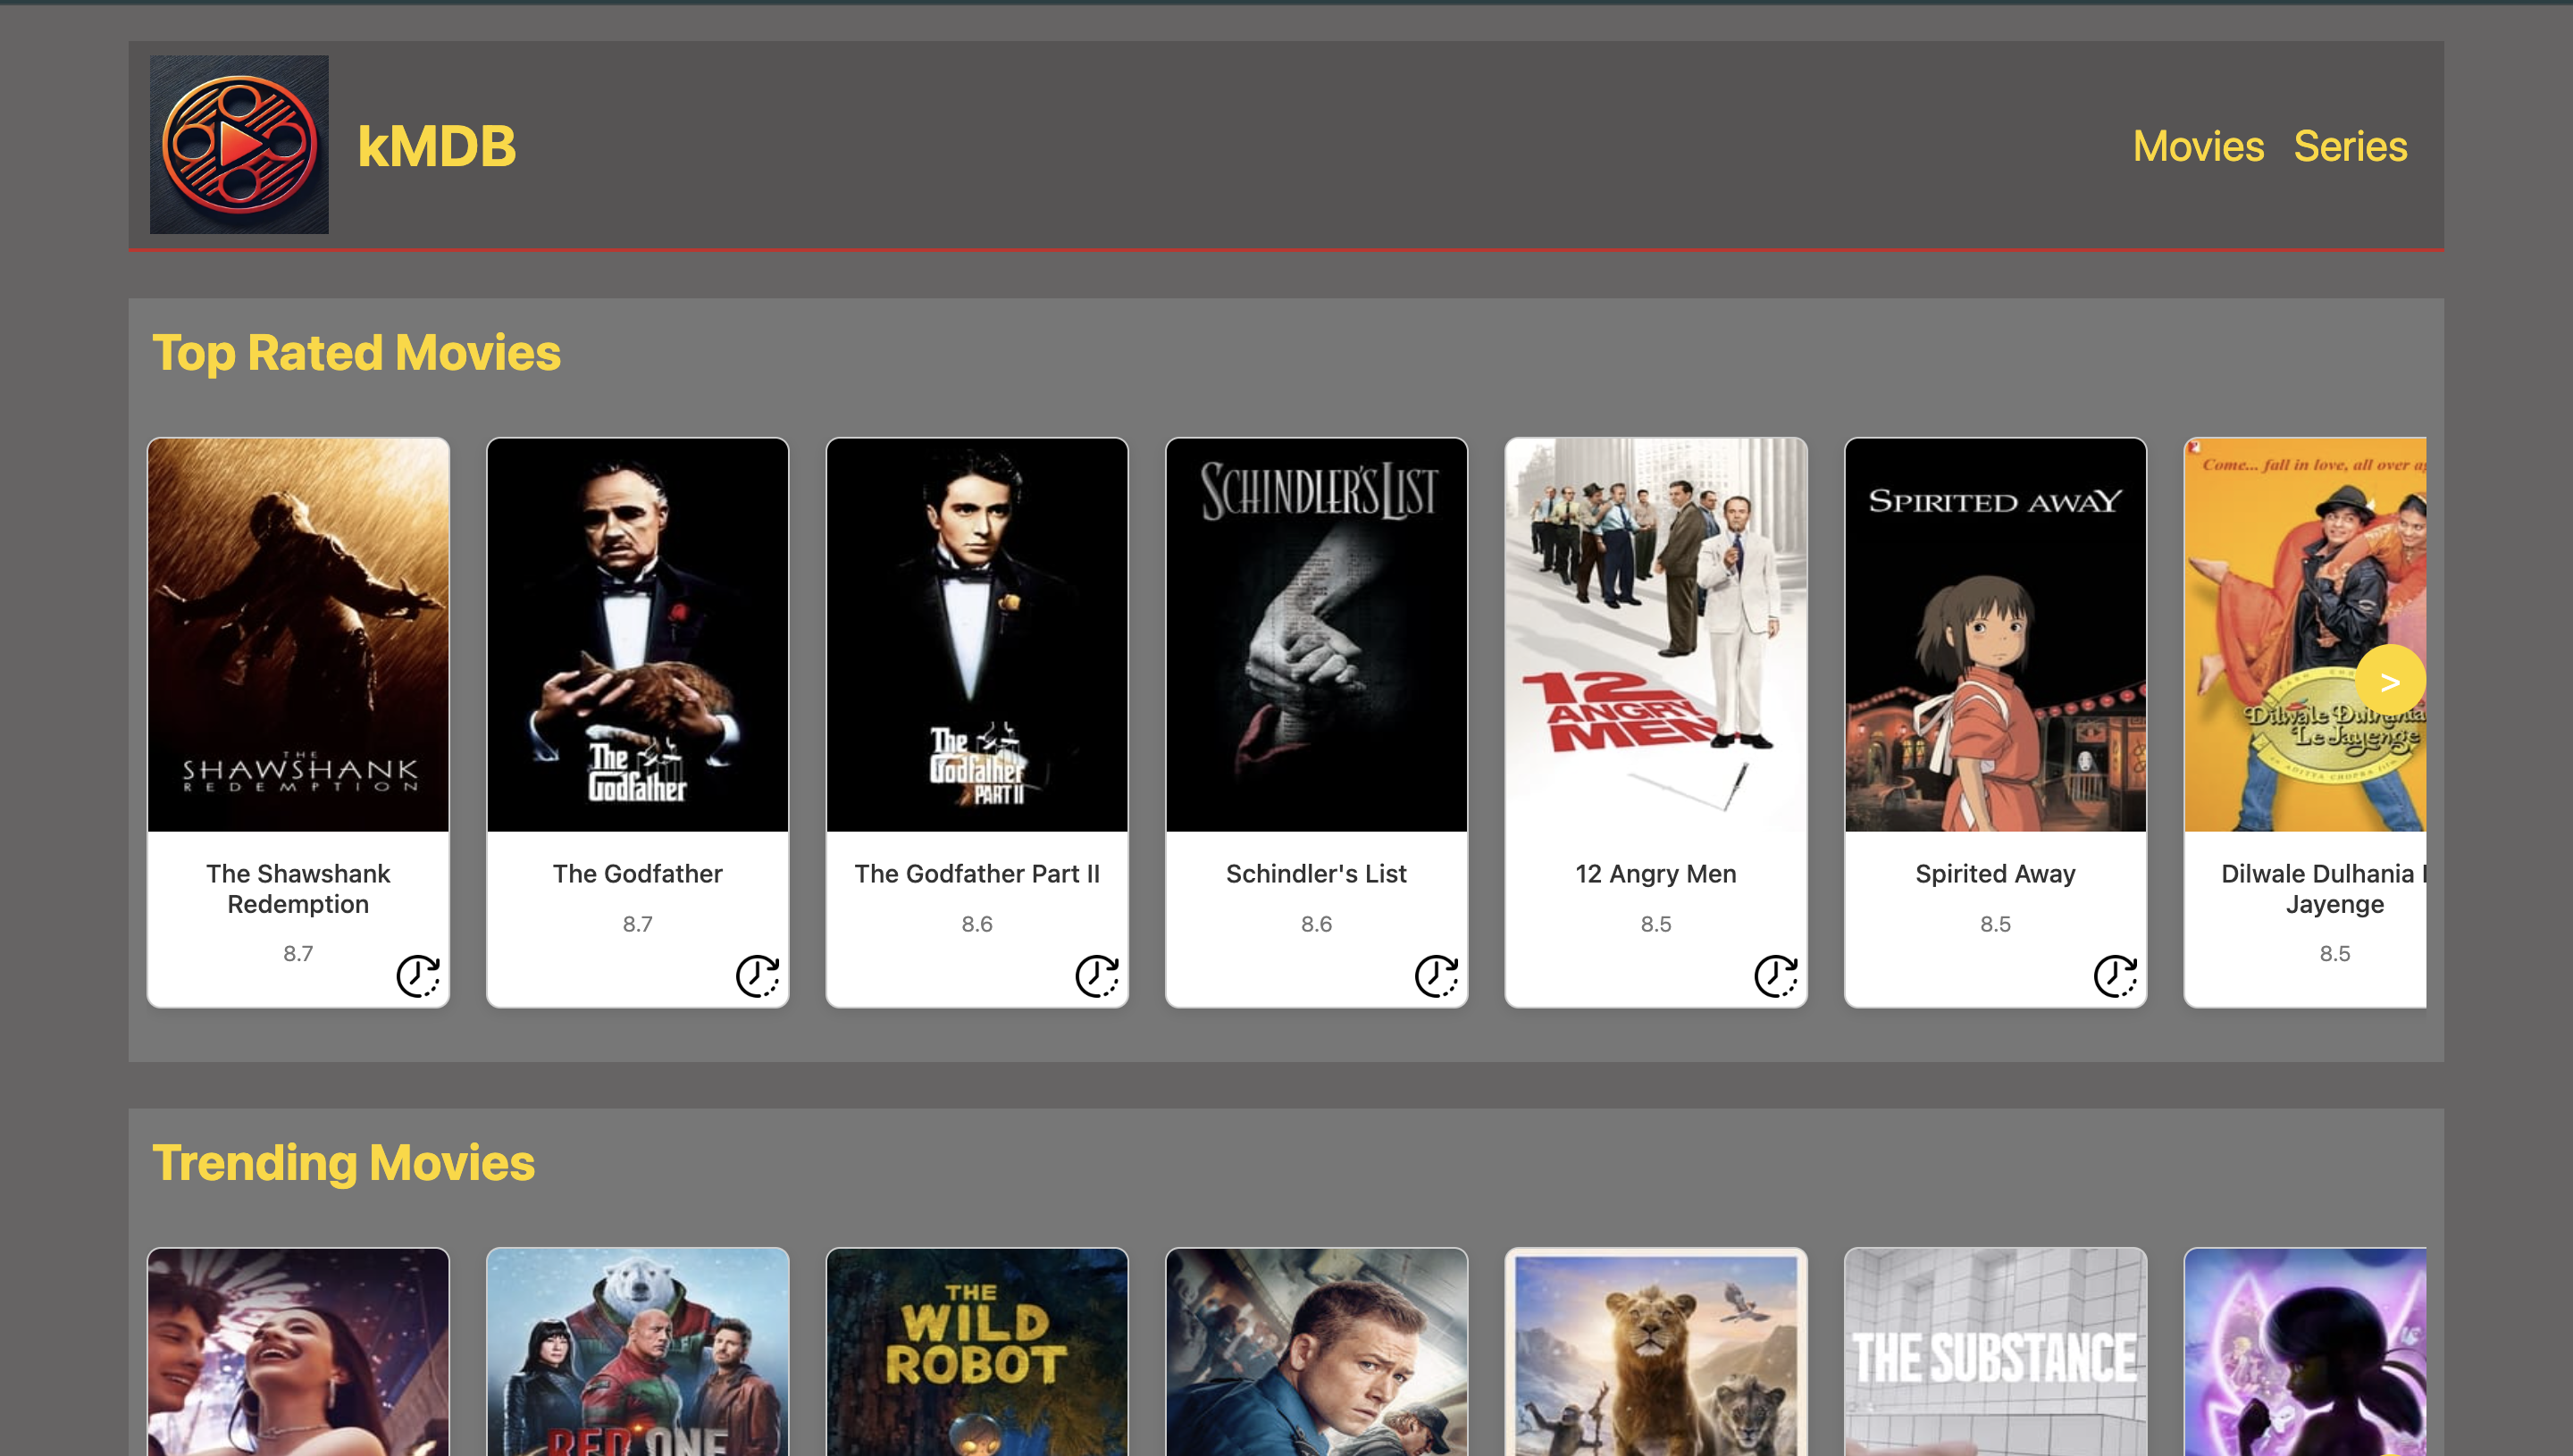 kMDB
Movies Series
Top Rated Movies
THE
SHAWSHANK
REDEMPTION
The Shawshank
Redemption
8.7
The
Godfather
The Godfather
8.7
The
Godfather
PART II
The Godfather Part II
8.6
SCHINDLER'S LIST
Schindler's List
8.6
12
ANGRY
MEN
12 Angry Men
8.5
SPIRITED AWAY
Spirited Away
8.5
Come... fall in love, all over
Dilwale Dulhania
Le Jayenge
>
Dilwale Dulhania
Jayenge
8.5
Trending Movies
RED ONE
THE
WILD
ROBOT
THE SUBSTANCE